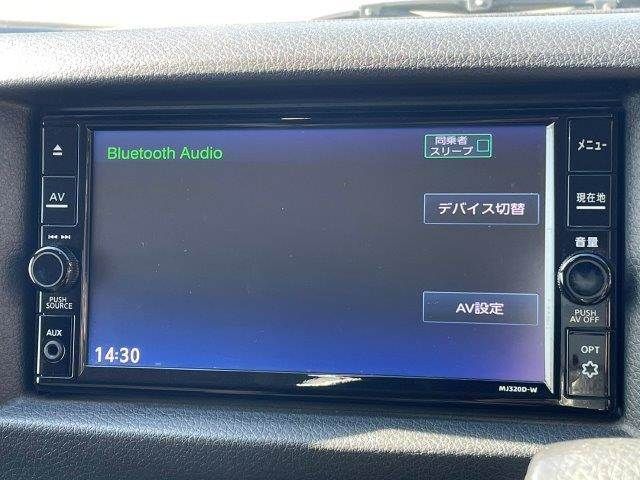 Bluetooth Audio
同乗者
スリープ
デバイス切替
AV設定
14:30
AV
PUSH
SOURCE
AUX
メニュー
現在地
音量
PUSH
AV OFF
OPT
MJ320D-W